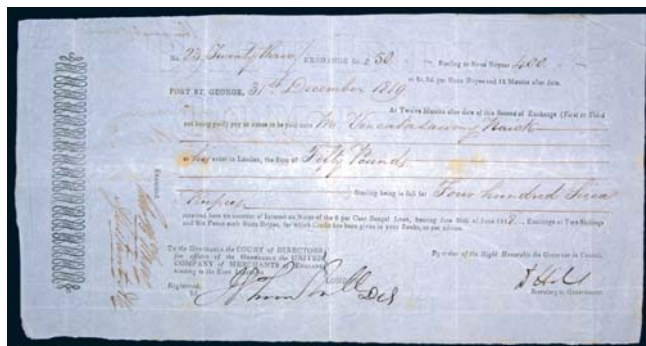 No. 23 Twenty three EXCHANGE for £ 50 Sterling or Sicca Rupees 400
at 2s. 6d. per Sicca Rupee and 12 Months after date.
FORT ST. GEORGE, 31st December 1819
At Twelve Months after date of this Second of Exchange (First or Third
not being paid) pay or cause to be paid unto Mr Vencataswamy Naick
or his order in London, the Sum of Fifty Pounds
Sterling being in full for Four hundred Sicca
Rupees
received here on account of Interest on Notes of the 6 per Cent Bengal Loan, bearing date 30th of June 18 Exchange at Two Shillings
and Six Pence each Sicca Rupee, for which Credit has been given in your Books, as per advice.
To the Honorable the COURT of DIRECTORS
for affairs of the Honorable the UNITED
COMPANY of MERCHANTS of ENGLAND
trading to the East Indies
LONDON
By order of the Right Honorable the Governor in Council,
Registered,
Secretary to Government
Examined